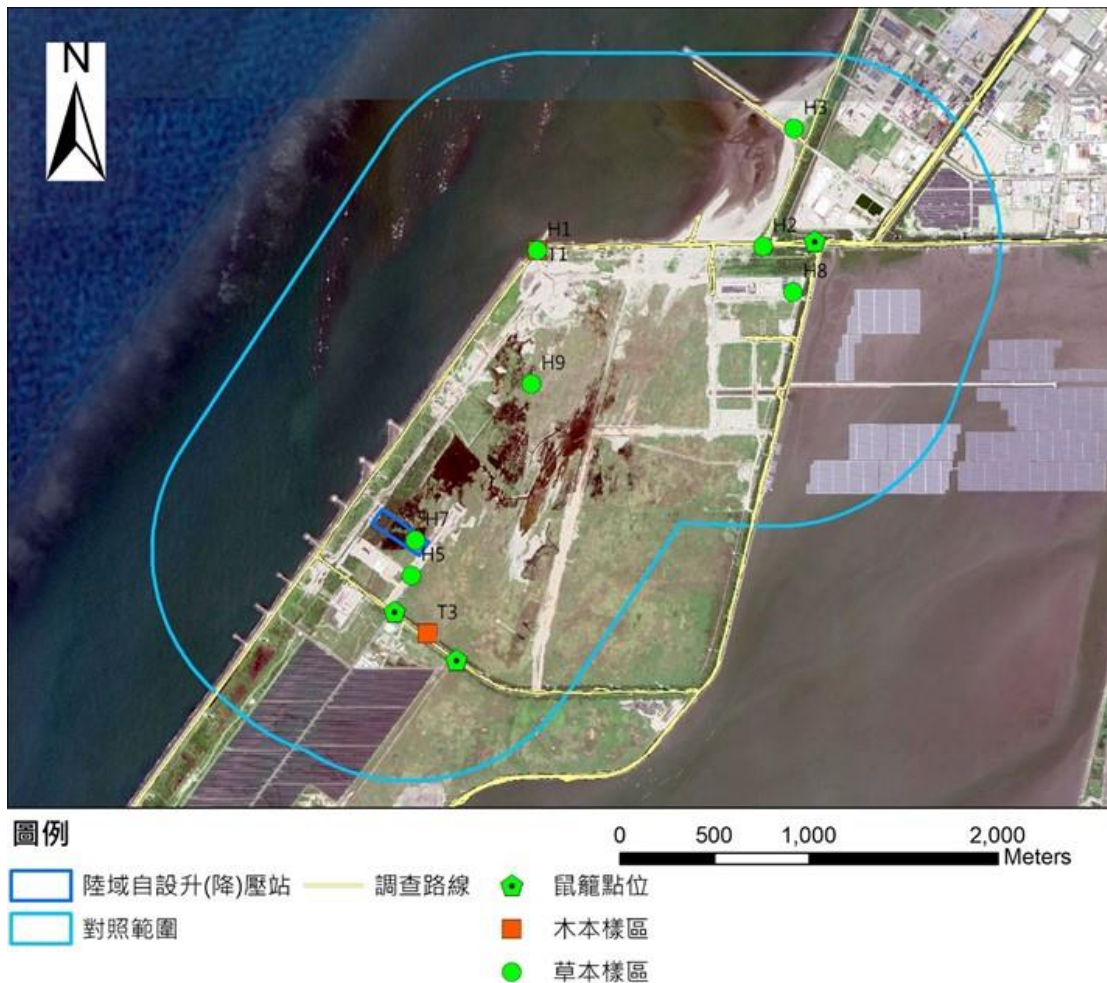 N
H3
H1
H2
T1
H8
H9
H7
H5
T3
圖例
0 500 1,000 2,000
Meters
陸域自設升(降)壓站 調查路線 鼠籠點位
對照範圍 木本樣區
草本樣區